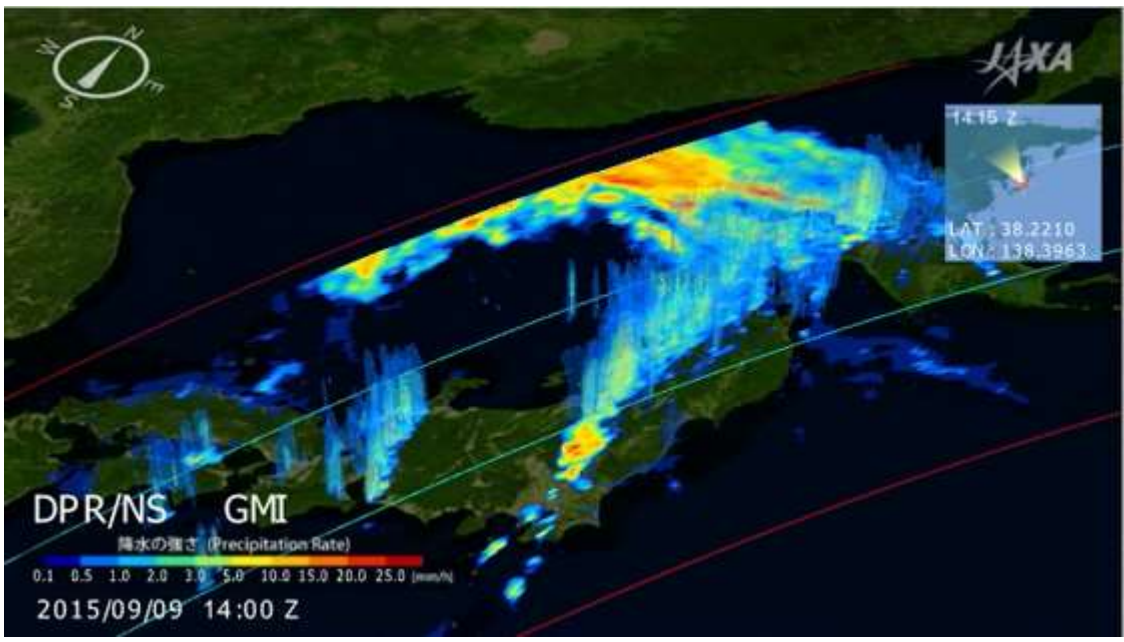 N
W
E
S
JAXA
14.15 Z
LAT : 38.2210
LON : 138.3963
DPR/NS GMI
降水の強さ (Precipitation Rate)
0.1 0.5 1.0 2.0 3.0 5.0 10.0 15.0 20.0 25.0 (mm/h)
2015/09/09 14:00 Z